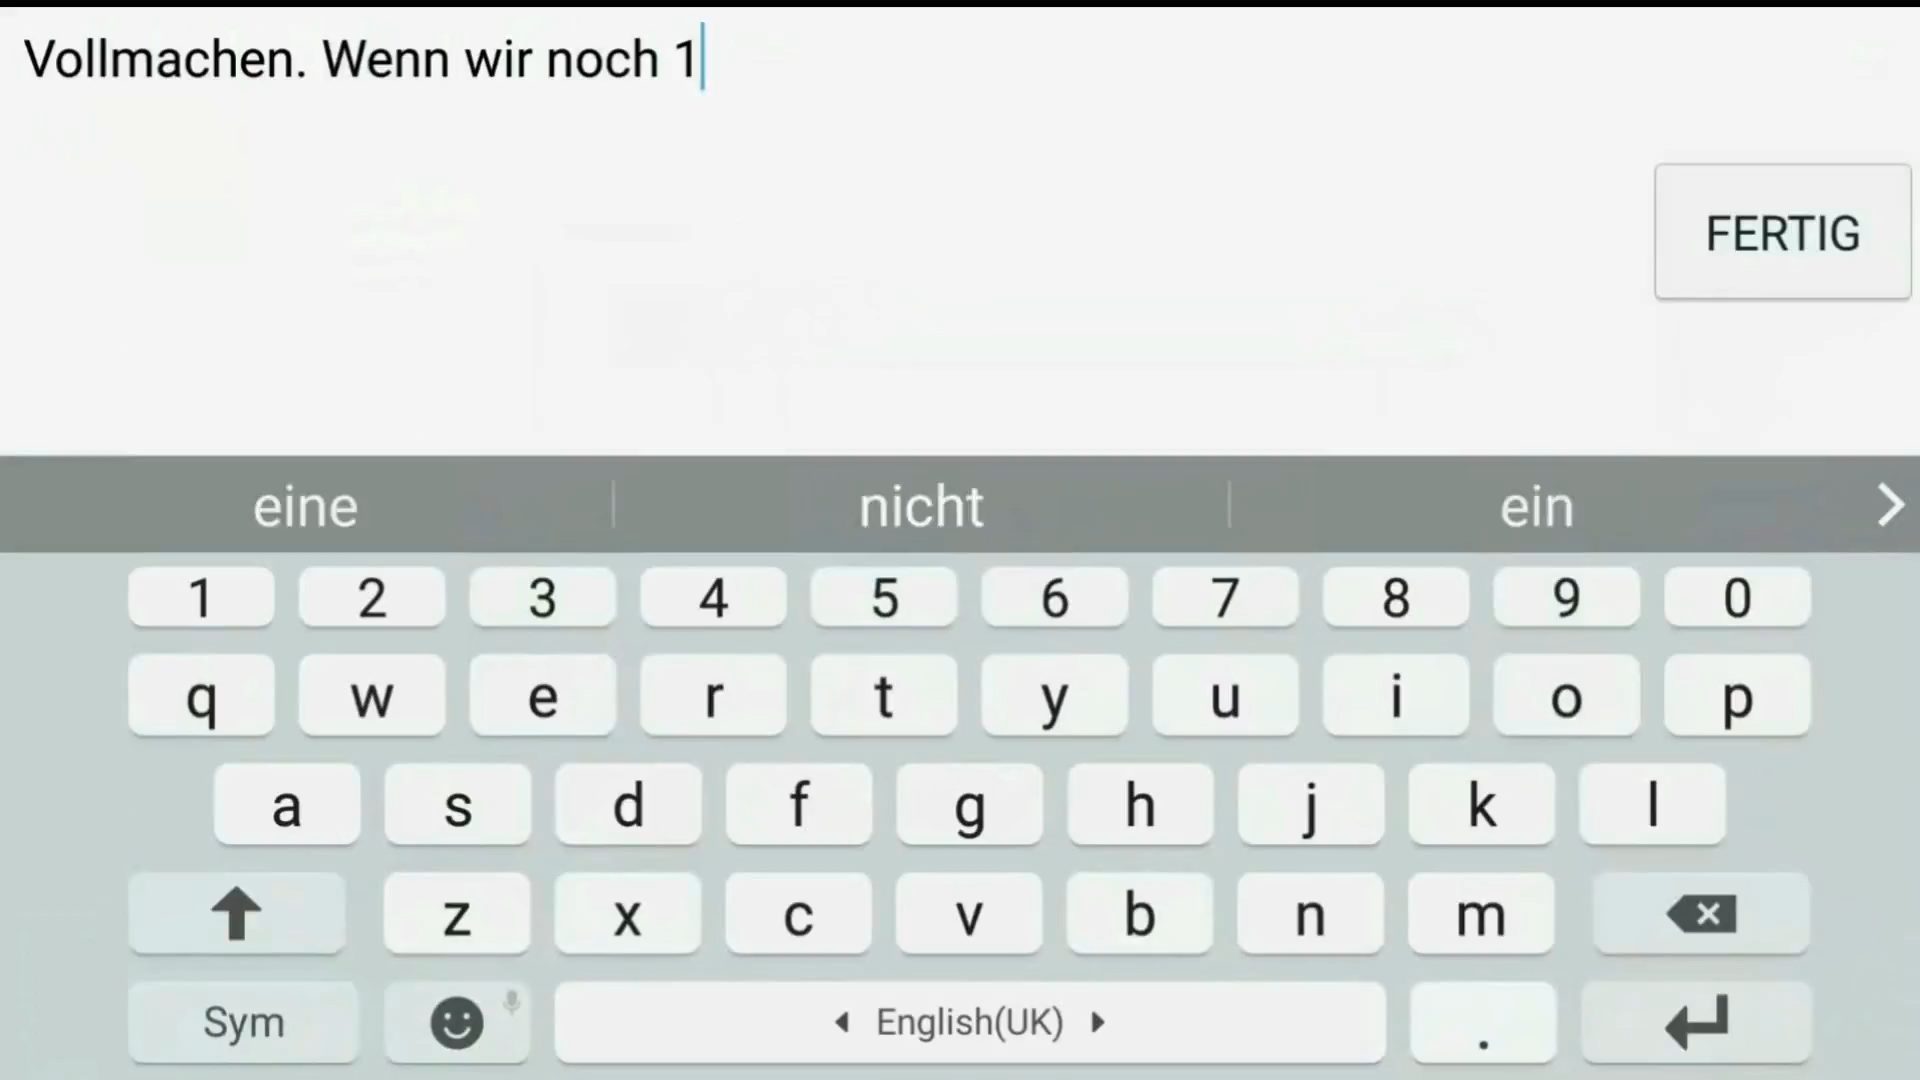 Vollmachen. Wenn wir noch 1
FERTIG
eine nicht ein
1 2 3 4 5 6 7 8 9 0
q w e r t y u i o p
a s d f g h j k l
z x c v b n m
Sym English(UK) .